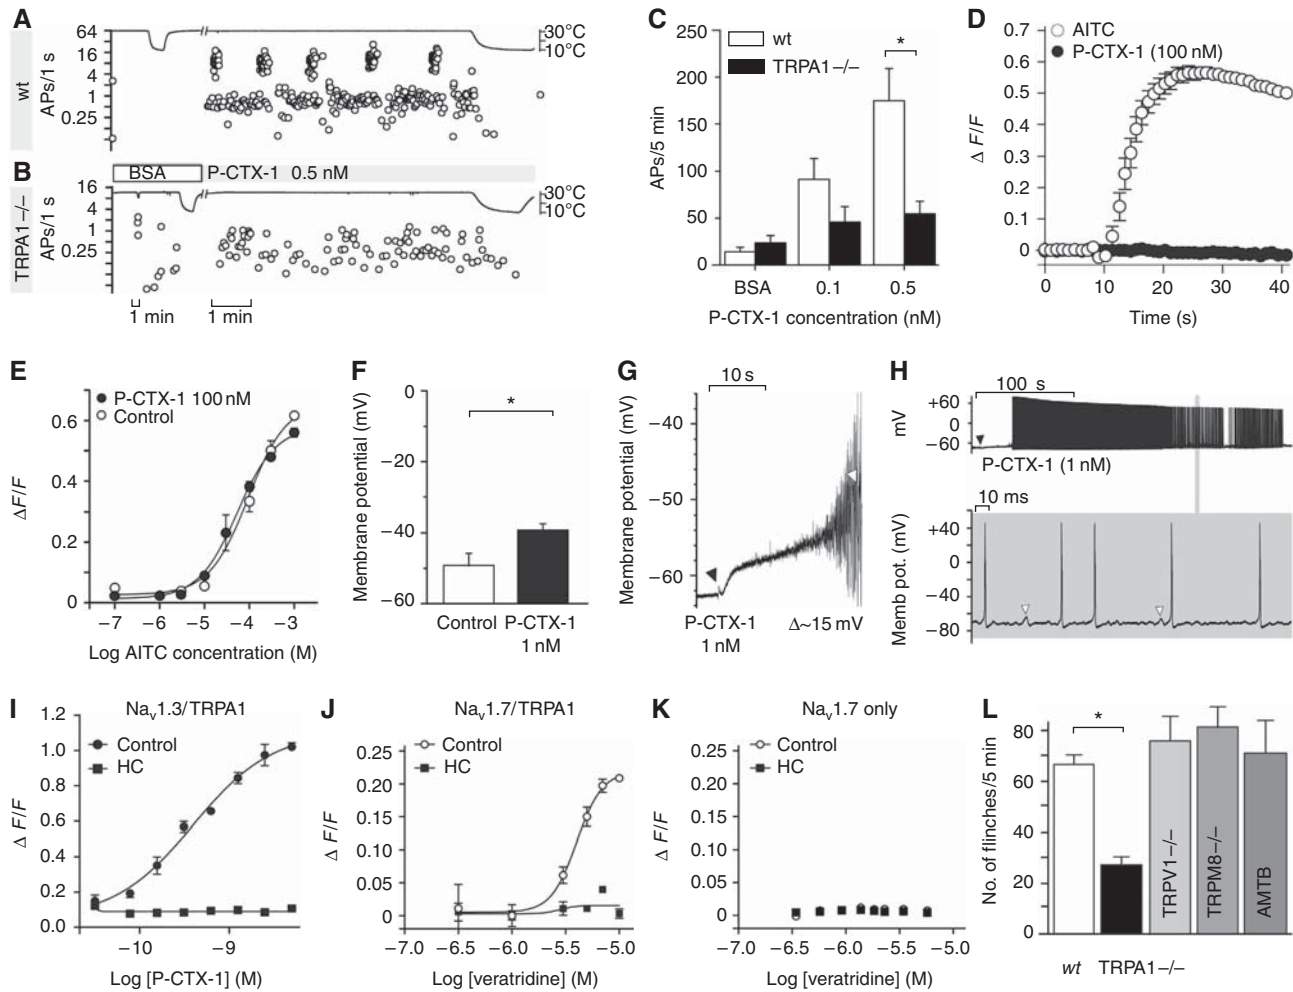 A
wt
APs/1 s
64
16
4
1
0.25
30°C
10°C
B
TRPA1−/−
APs/1 s
BSA
P-CTX-1 0.5 nM
16
4
1
0.25
30°C
10°C
1 min
1 min
C
APs/5 min
250
200
150
100
50
0
wt
TRPA1−/−
*
BSA
0.1
0.5
P-CTX-1 concentration (nM)
D
Δ F/F
0.7
0.6
0.5
0.4
0.3
0.2
0.1
0
AITC
P-CTX-1 (100 nM)
0
10
20
30
40
Time (s)
E
ΔF/F
0.6
0.4
0.2
0
P-CTX-1 100 nM
Control
−7
−6
−5
−4
−3
Log AITC concentration (M)
F
Membrane potential (mV)
0
−20
−40
−60
*
Control
P-CTX-1
1 nM
G
Membrane potential (mV)
10 s
−40
−50
−60
P-CTX-1
1 nM
Δ~15 mV
H
100 s
mV
+60
0
−60
P-CTX-1 (1 nM)
10 ms
Memb pot. (mV)
+40
0
−40
−80
I
Nav1.3/TRPA1
Δ F/F
1.2
1.0
0.8
0.6
0.4
0.2
0.0
Control
HC
−10
−9
Log [P-CTX-1] (M)
J
Nav1.7/TRPA1
Δ F/F
0.25
0.20
0.15
0.10
0.05
0
Control
HC
−7.0
−6.5
−6.0
−5.5
−5.0
Log [veratridine] (M)
K
Nav1.7 only
Δ F/F
0.25
0.20
0.15
0.10
0.05
0
Control
HC
−7.0
−6.5
−6.0
−5.5
−5.0
Log [veratridine] (M)
L
No. of flinches/5 min
80
60
40
20
0
*
TRPV1−/−
TRPM8−/−
AMTB
wt
TRPA1−/−